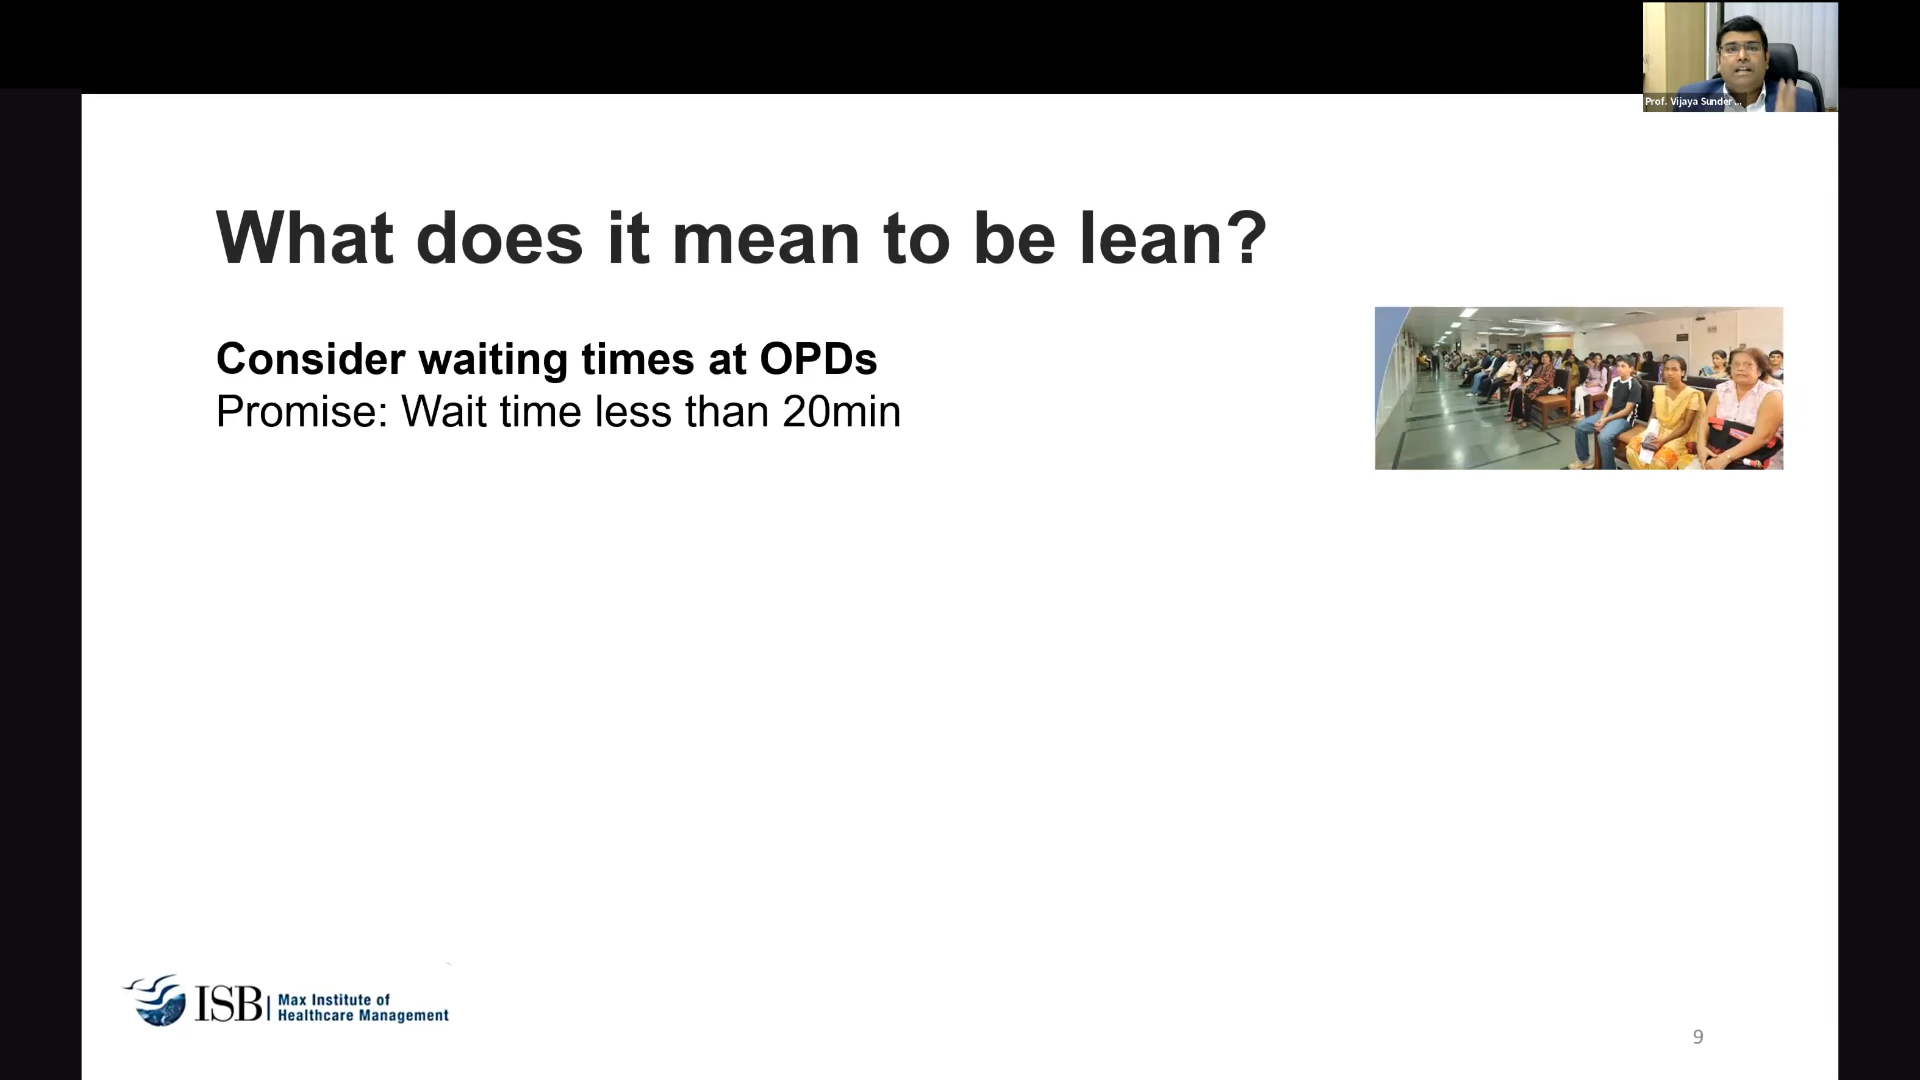 Prof. Vijaya Sunder ...
What does it mean to be lean?
Consider waiting times at OPDs
Promise: Wait time less than 20min
ISB
Max Institute of
Healthcare Management
9